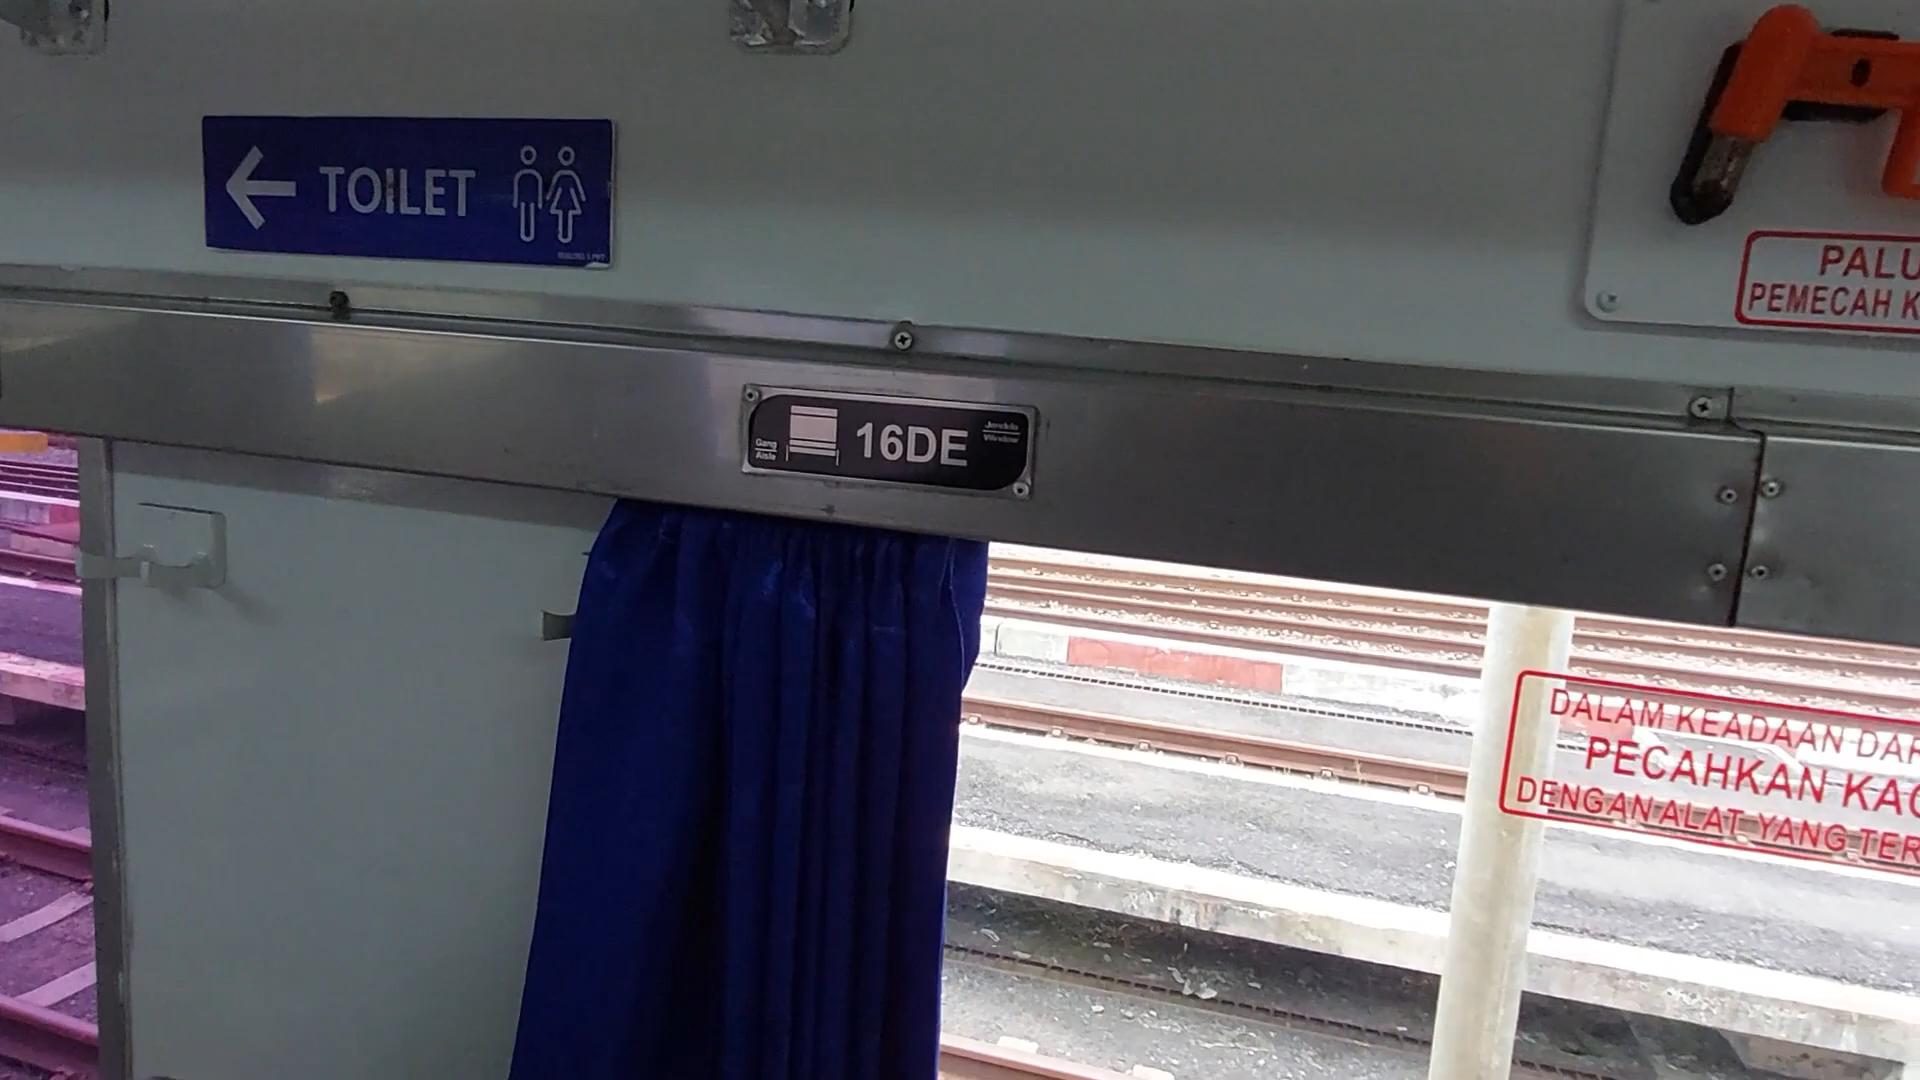 TOILET
PALU
PEMECAH K
Gang
Aisle
16DE
Jendela
Window
DALAM KEADAAN DAR
PECAHKAN KAC
DENGAN ALAT YANG TER